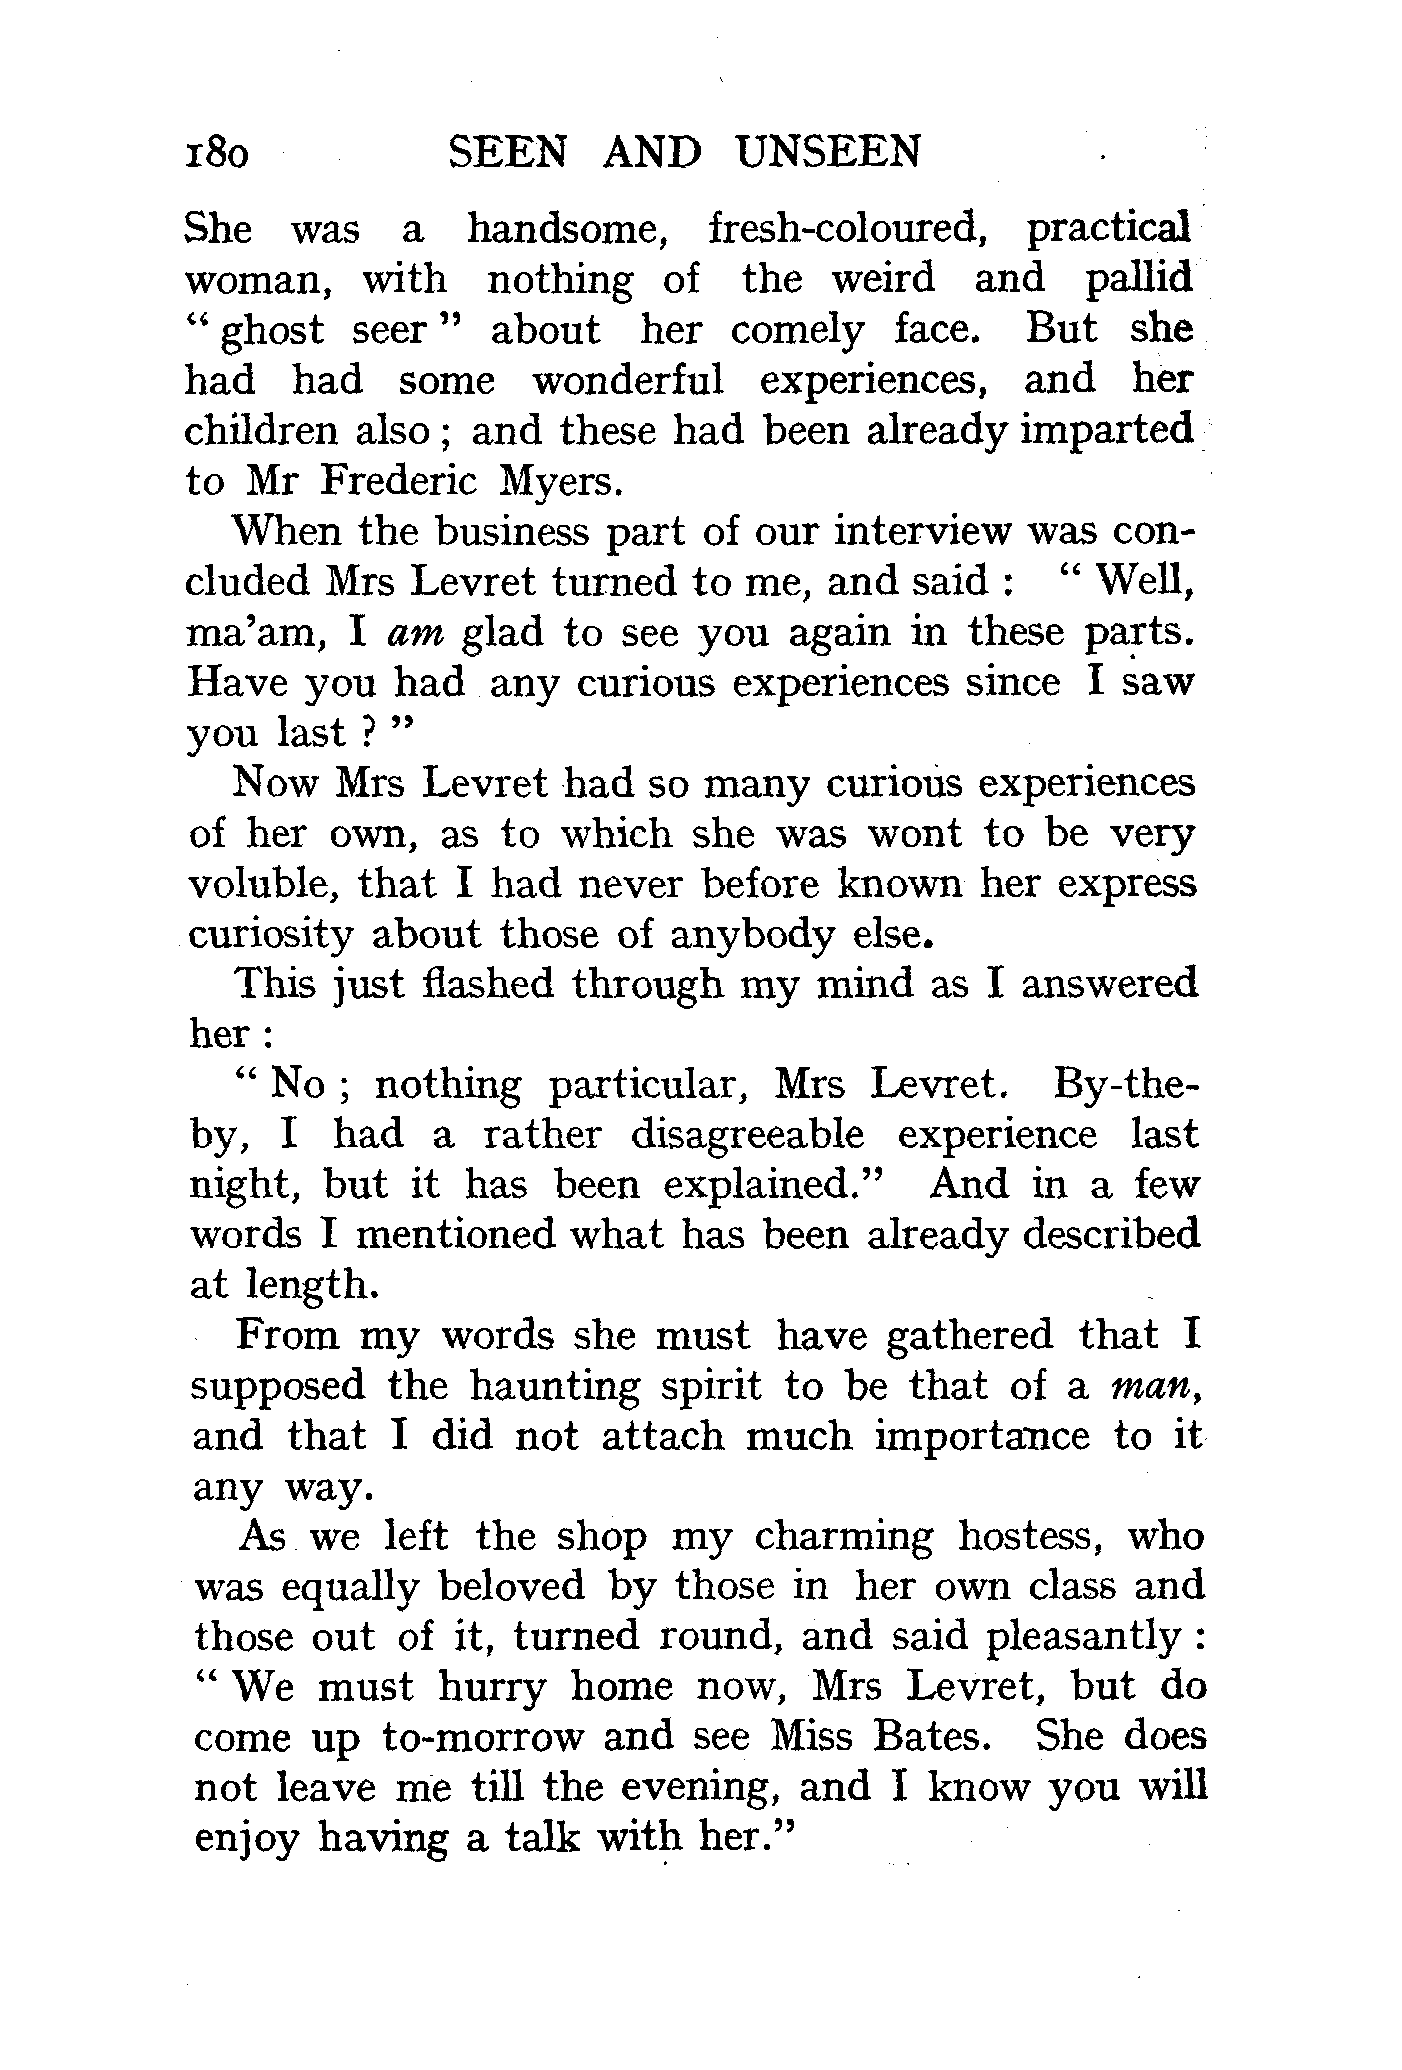 180 SEEN AND UNSEEN
She was a handsome, fresh-coloured, practical
woman, with nothing of the weird and pallid
“ ghost seer ” about her comely face. But she
had had some wonderful experiences, and her
children also ; and these had been already imparted
to Mr Frederic Myers.
When the business part of our interview was con-
cluded Mrs Levret turned to me, and said : “ Well,
ma’am, I am glad to see you again in these parts.
Have you had any curious experiences since I saw
you last ? ”
Now Mrs Levret had so many curious experiences
of her own, as to which she was wont to be very
voluble, that I had never before known her express
curiosity about those of anybody else.
This just flashed through my mind as I answered
her :
“ No ; nothing particular, Mrs Levret. By-the-
by, I had a rather disagreeable experience last
night, but it has been explained.” And in a few
words I mentioned what has been already described
at length.
From my words she must have gathered that I
supposed the haunting spirit to be that of a man,
and that I did not attach much importance to it
any way.
As we left the shop my charming hostess, who
was equally beloved by those in her own class and
those out of it, turned round, and said pleasantly :
“ We must hurry home now, Mrs Levret, but do
come up to-morrow and see Miss Bates. She does
not leave me till the evening, and I know you will
enjoy having a talk with her.”